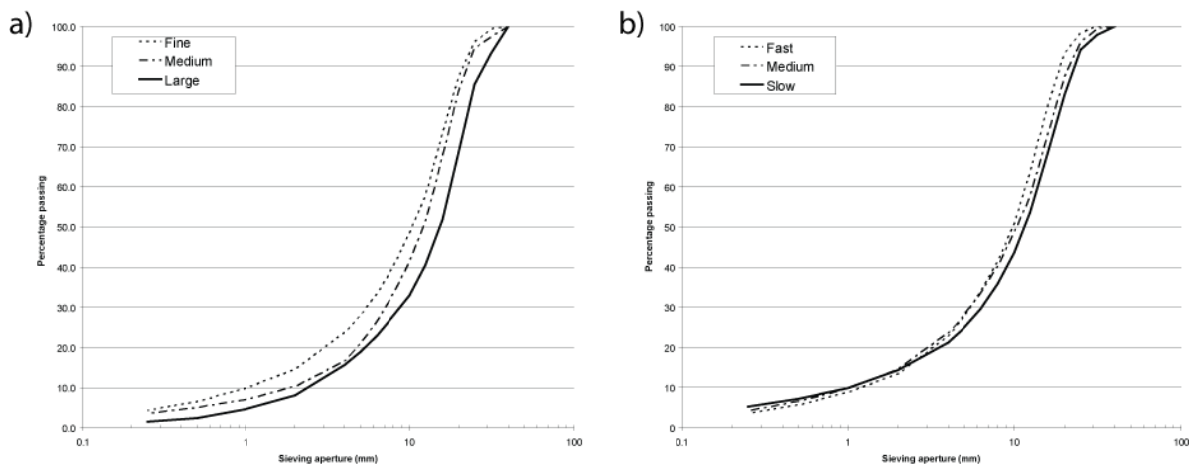 a)
100.0
90.0
80.0
70.0
60.0
50.0
40.0
30.0
20.0
10.0
0.0
Percentage passing
Fine
Medium
Large
0.1
1
10
100
Sieving aperture (mm)
b)
100
90
80
70
60
50
40
30
20
10
0
Percentage passing
Fast
Medium
Slow
0.1
1
10
100
Sieving aperture (mm)